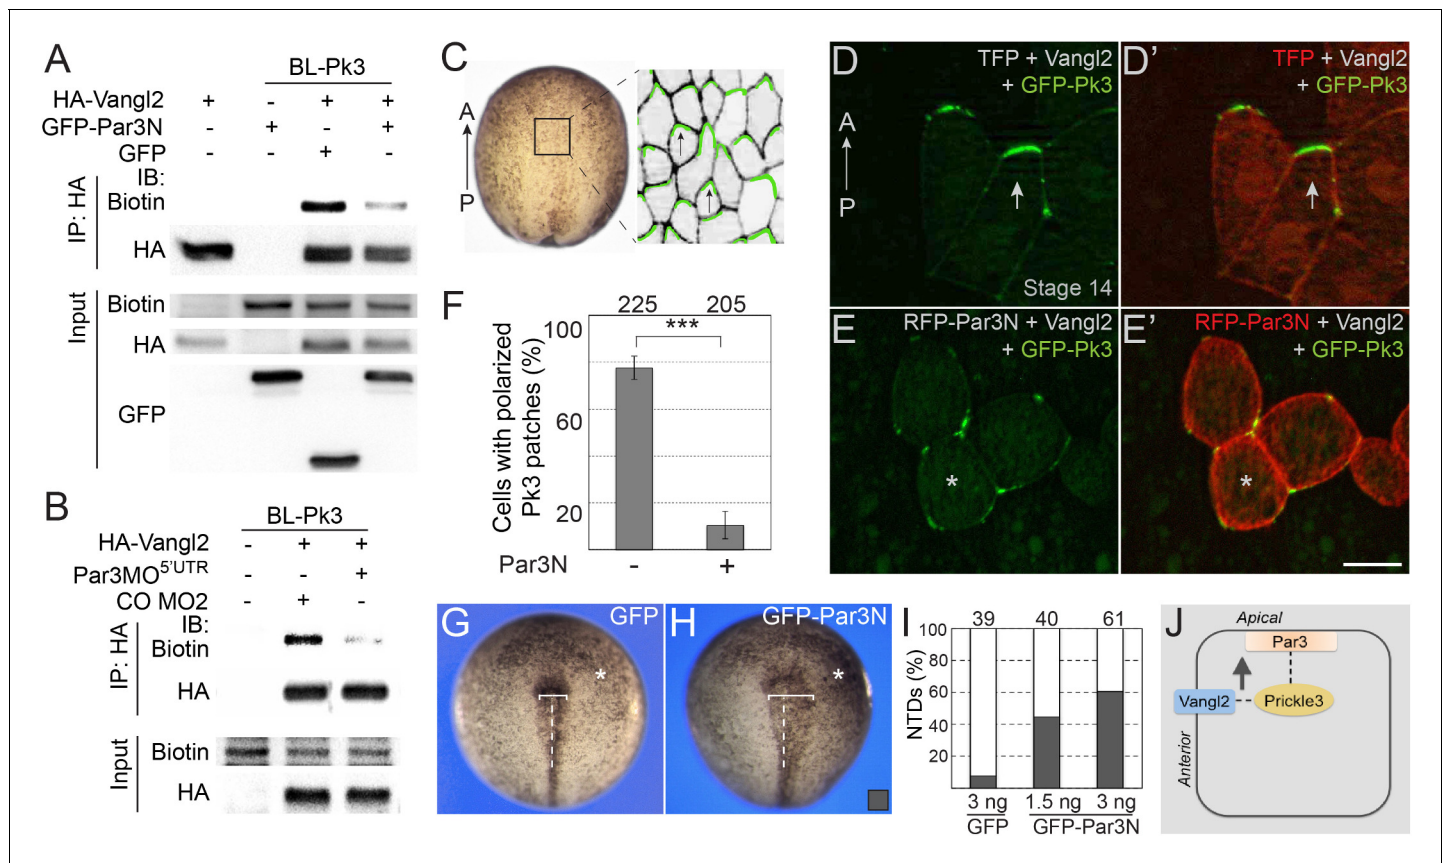 A
BL-Pk3
HA-Vangl2 + - + +
GFP-Par3N - + - +
GFP - - + -
IB:
IP: HA
Biotin
HA
Input
Biotin
HA
GFP
B
BL-Pk3
HA-Vangl2 - + +
Par3MO5'UTR - - +
CO MO2 - + -
IB:
IP: HA
Biotin
HA
Input
Biotin
HA
C
A
P
D
TFP + Vangl2
+ GFP-Pk3
A
P
Stage 14
D'
TFP + Vangl2
+ GFP-Pk3
E
RFP-Par3N + Vangl2
+ GFP-Pk3
*
E'
RFP-Par3N + Vangl2
+ GFP-Pk3
*
F
225 205
***
Cells with polarized
Pk3 patches (%)
100
60
20
Par3N - +
G
GFP
*
H
GFP-Par3N
*
I
39 40 61
NTDs (%)
100
80
60
40
20
3 ng 1.5 ng 3 ng
GFP GFP-Par3N
J
Apical
Par3
Vangl2
Prickle3
Anterior